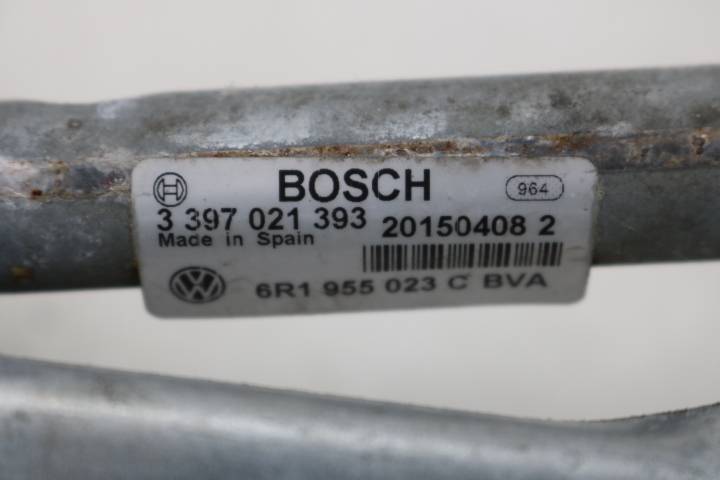 BOSCH 964
3 397 021 393 20150408 2
Made in Spain
6R1 955 023 C BVA